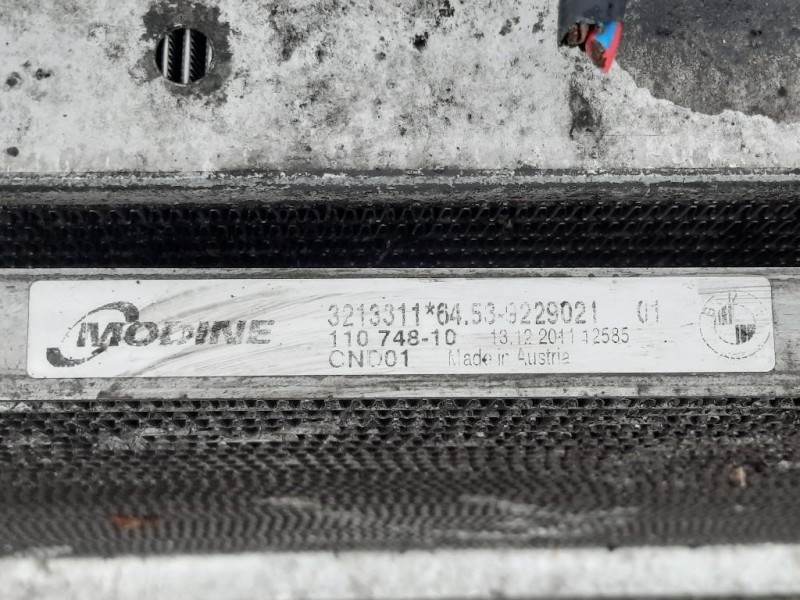 MODINE
3213311*64.53-9229021 01
110 748-10 13.12.2011 12585
CND01 Made in Austria